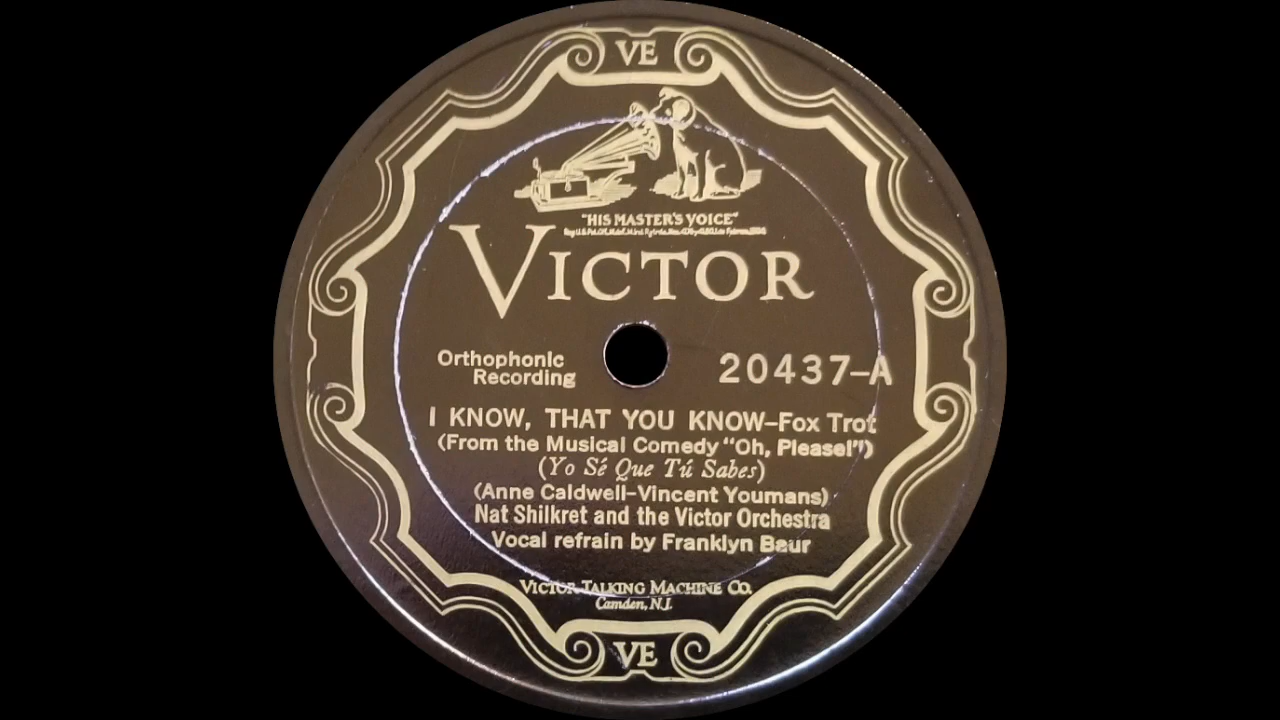 VE
"HIS MASTER'S VOICE"
VICTOR
Orthophonic
Recording
20437-A
I KNOW, THAT YOU KNOW-Fox Trot
(From the Musical Comedy "Oh, Please!")
(Yo Sé Que Tú Sabes)
(Anne Caldwell-Vincent Youmans)
Nat Shilkret and the Victor Orchestra
Vocal refrain by Franklyn Baur
VICTOR TALKING MACHINE CO.
Camden, N.J.
VE